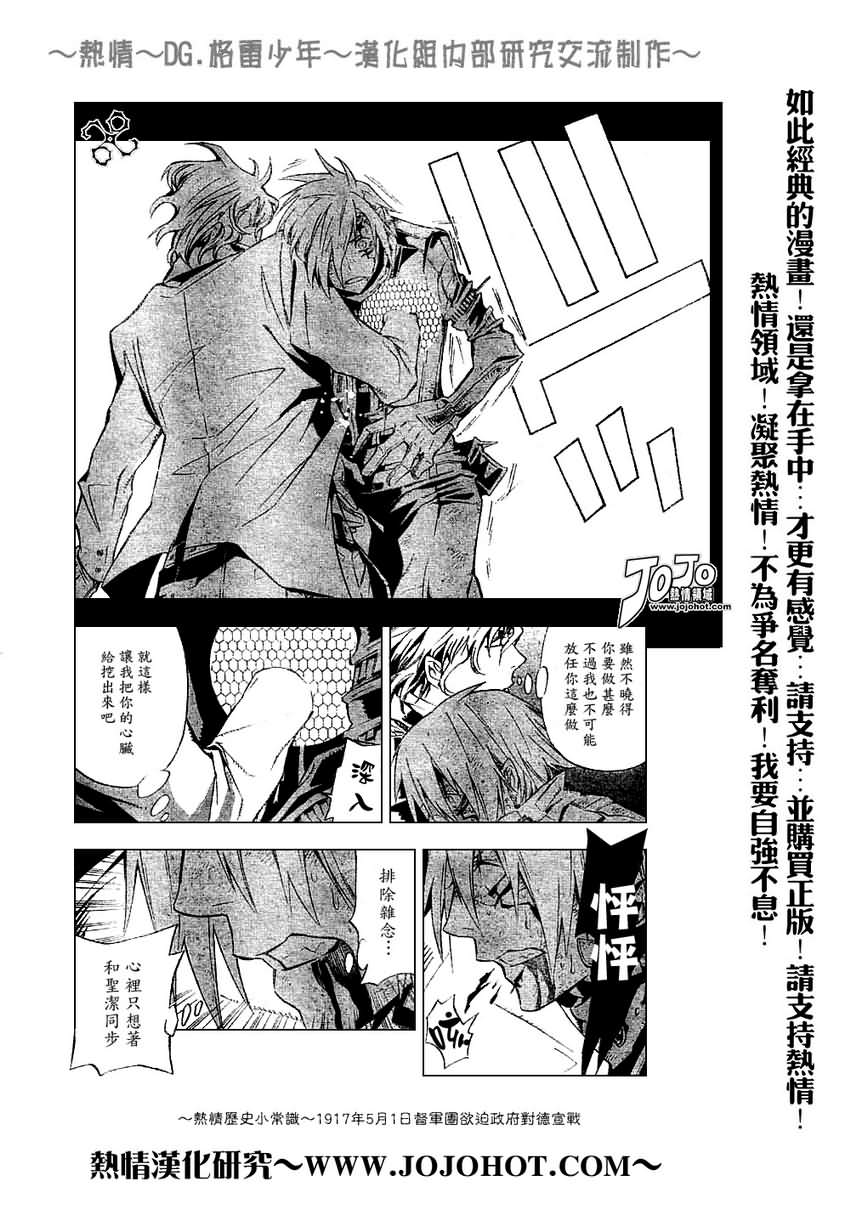 ～熱情～DG.格雷少年～漢化組內部研究交流制作～
如此經典的漫畫！還是拿在手中…才更有感覺…請支持…並購買正版！請支持熱情！
熱情領域！凝聚熱情！不為爭名奪利！我要自強不息！
JOJO
熱情領域
www.jojohot.com
雖然不曉得
你要做甚麼
不過我也不可能
放任你這麼做
就這樣
讓我把你的心臟
給挖出來吧
深入
怦怦
排除雜念…
心裡只想著
和聖潔同步
～熱情歷史小常識～1917年5月1日督軍團欲迫政府對德宣戰
熱情漢化研究～WWW.JOJOHOT.COM～